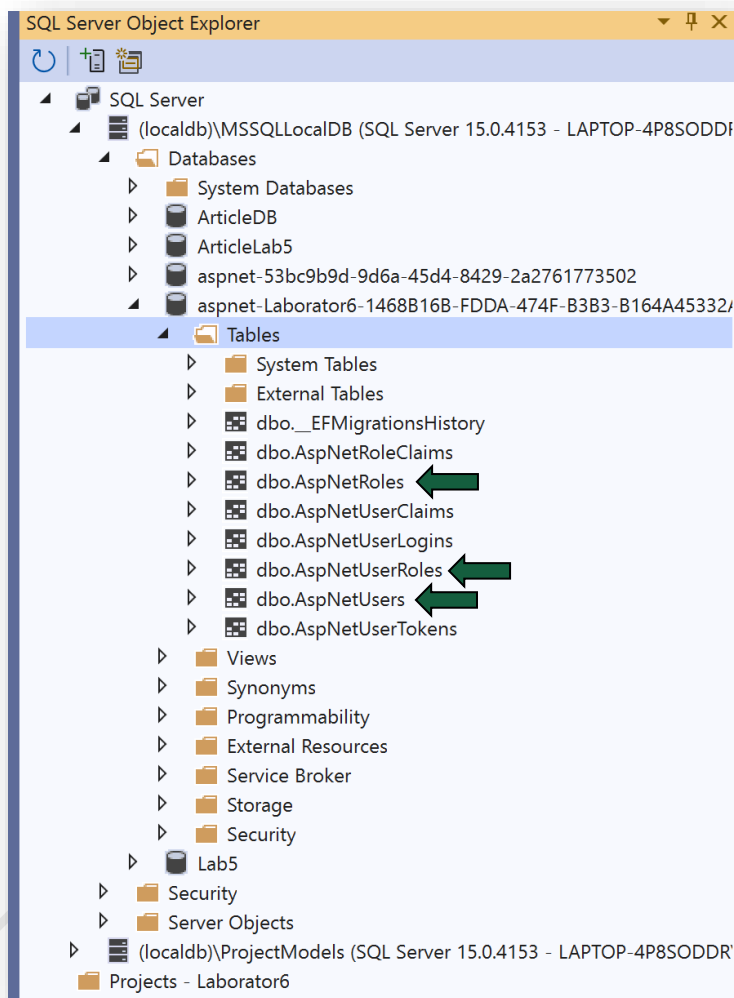 SQL Server Object Explorer
SQL Server
(localdb)\MSSQLLocalDB (SQL Server 15.0.4153 - LAPTOP-4P8SODDR
Databases
System Databases
ArticleDB
ArticleLab5
aspnet-53bc9b9d-9d6a-45d4-8429-2a2761773502
aspnet-Laborator6-1468B16B-FDDA-474F-B3B3-B164A45332A
Tables
System Tables
External Tables
dbo.__EFMigrationsHistory
dbo.AspNetRoleClaims
dbo.AspNetRoles
dbo.AspNetUserClaims
dbo.AspNetUserLogins
dbo.AspNetUserRoles
dbo.AspNetUsers
dbo.AspNetUserTokens
Views
Synonyms
Programmability
External Resources
Service Broker
Storage
Security
Lab5
Security
Server Objects
(localdb)\ProjectModels (SQL Server 15.0.4153 - LAPTOP-4P8SODDR
Projects - Laborator6